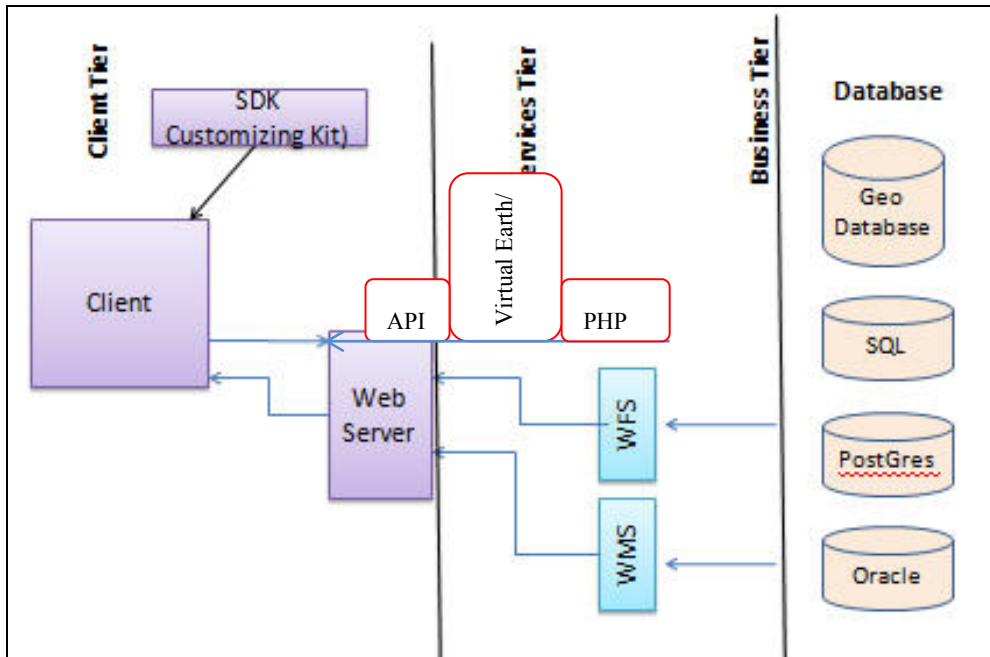 Client Tier
SDK
Customizing Kit)
Client
API
Web
Server
ervices Tier
Virtual Earth/
PHP
WFS
WMS
Business Tier
Database
Geo
Database
SQL
PostGres
Oracle